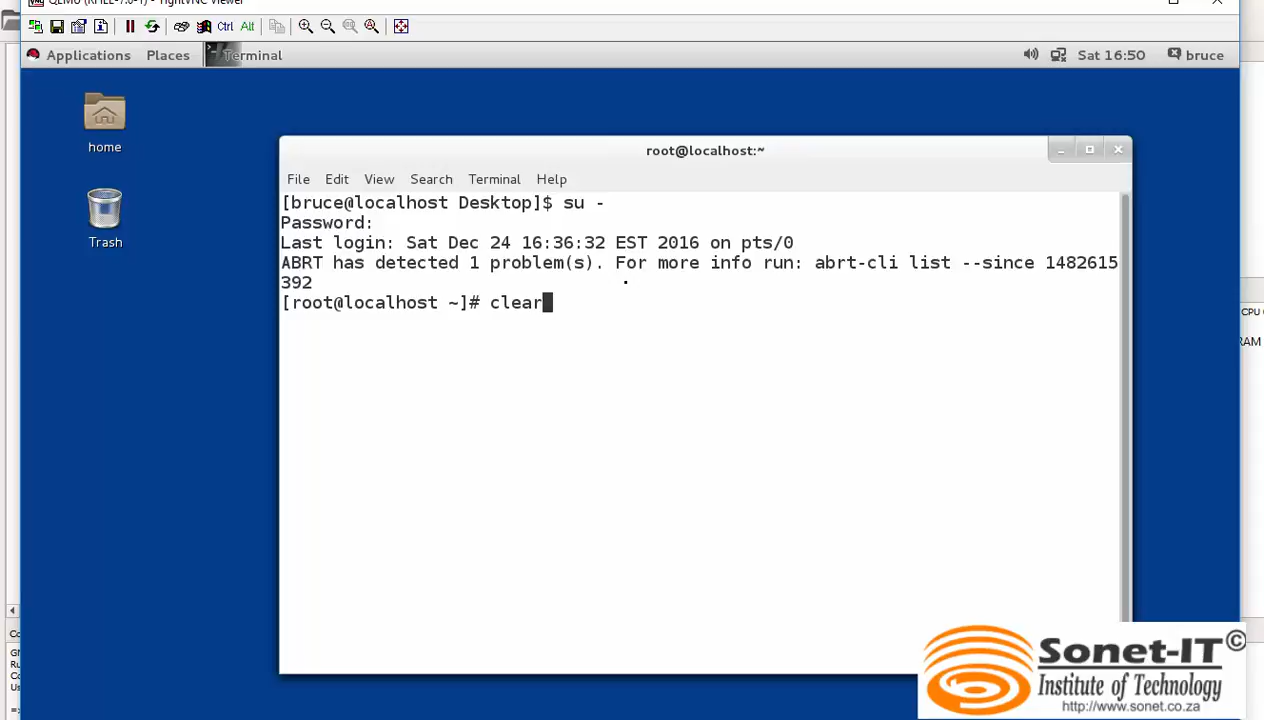 QEMU (RHEL-7.0-1) - TightVNC Viewer
Ctrl Alt
Applications Places Terminal Sat 16:50 bruce
home
Trash
root@localhost:~
File Edit View Search Terminal Help
[bruce@localhost Desktop]$ su -
Password:
Last login: Sat Dec 24 16:36:32 EST 2016 on pts/0
ABRT has detected 1 problem(s). For more info run: abrt-cli list --since 1482615
392
[root@localhost ~]# clear
CPU
RAM
Sonet-IT©
Institute of Technology
http://www.sonet.co.za